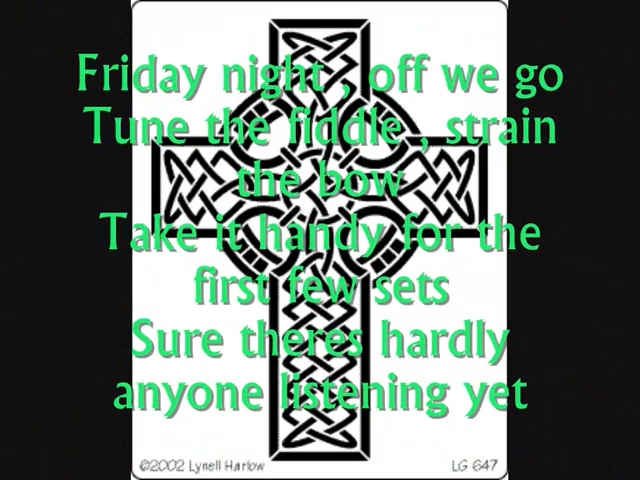 Friday night , off we go
Tune the fiddle , strain
the bow
Take it handy for the
first few sets
Sure theres hardly
anyone listening yet
©2002 Lynell Harlow
LG 647